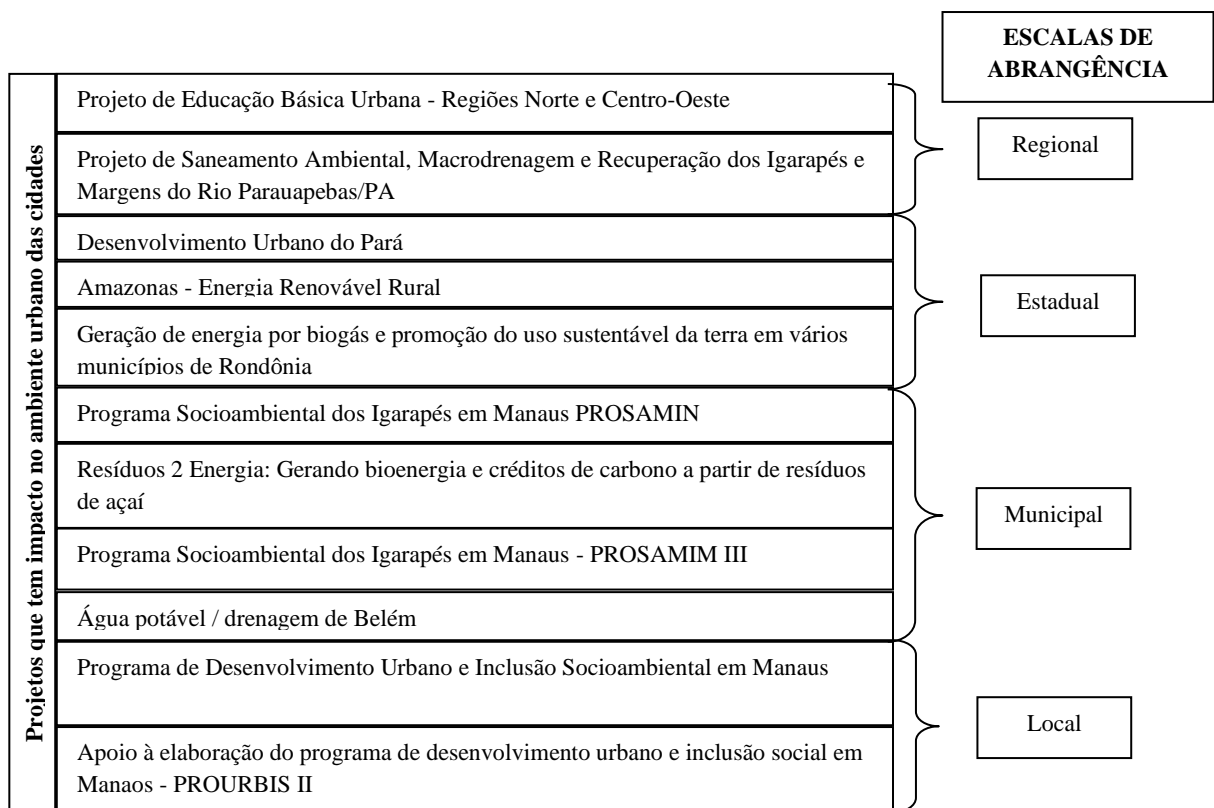 ESCALAS DE
ABRANGÊNCIA
Projetos que tem impacto no ambiente urbano das cidades
Projeto de Educação Básica Urbana - Regiões Norte e Centro-Oeste
Projeto de Saneamento Ambiental, Macrodrenagem e Recuperação dos Igarapés e
Margens do Rio Parauapebas/PA
Regional
Desenvolvimento Urbano do Pará
Amazonas - Energia Renovável Rural
Geração de energia por biogás e promoção do uso sustentável da terra em vários
municípios de Rondônia
Estadual
Programa Socioambiental dos Igarapés em Manaus PROSAMIN
Resíduos 2 Energia: Gerando bioenergia e créditos de carbono a partir de resíduos
de açaí
Programa Socioambiental dos Igarapés em Manaus - PROSAMIM III
Água potável / drenagem de Belém
Municipal
Programa de Desenvolvimento Urbano e Inclusão Socioambiental em Manaus
Apoio à elaboração do programa de desenvolvimento urbano e inclusão social em
Manaos - PROURBIS II
Local